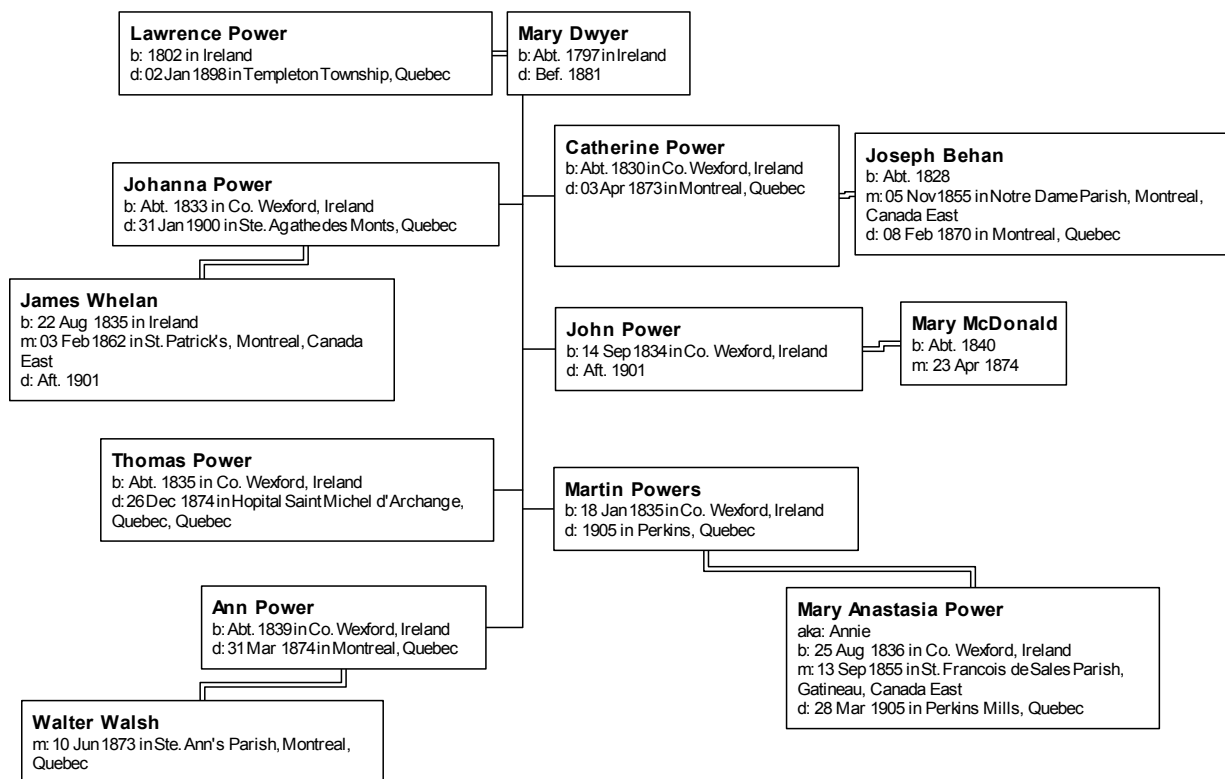 Lawrence Power
b: 1802 in Ireland
d: 02 Jan 1898 in Templeton Township, Quebec
Mary Dwyer
b: Abt. 1797 in Ireland
d: Bef. 1881
Catherine Power
b: Abt. 1830 in Co. Wexford, Ireland
d: 03 Apr 1873 in Montreal, Quebec
Joseph Behan
b: Abt. 1828
m: 05 Nov 1855 in Notre Dame Parish, Montreal,
Canada East
d: 08 Feb 1870 in Montreal, Quebec
Johanna Power
b: Abt. 1833 in Co. Wexford, Ireland
d: 31 Jan 1900 in Ste. Agathe des Monts, Quebec
James Whelan
b: 22 Aug 1835 in Ireland
m: 03 Feb 1862 in St. Patrick's, Montreal, Canada
East
d: Aft. 1901
John Power
b: 14 Sep 1834 in Co. Wexford, Ireland
d: Aft. 1901
Mary McDonald
b: Abt. 1840
m: 23 Apr 1874
Thomas Power
b: Abt. 1835 in Co. Wexford, Ireland
d: 26 Dec 1874 in Hopital Saint Michel d'Archange,
Quebec, Quebec
Martin Powers
b: 18 Jan 1835 in Co. Wexford, Ireland
d: 1905 in Perkins, Quebec
Ann Power
b: Abt. 1839 in Co. Wexford, Ireland
d: 31 Mar 1874 in Montreal, Quebec
Mary Anastasia Power
aka: Annie
b: 25 Aug 1836 in Co. Wexford, Ireland
m: 13 Sep 1855 in St. Francois de Sales Parish,
Gatineau, Canada East
d: 28 Mar 1905 in Perkins Mills, Quebec
Walter Walsh
m: 10 Jun 1873 in Ste. Ann's Parish, Montreal,
Quebec